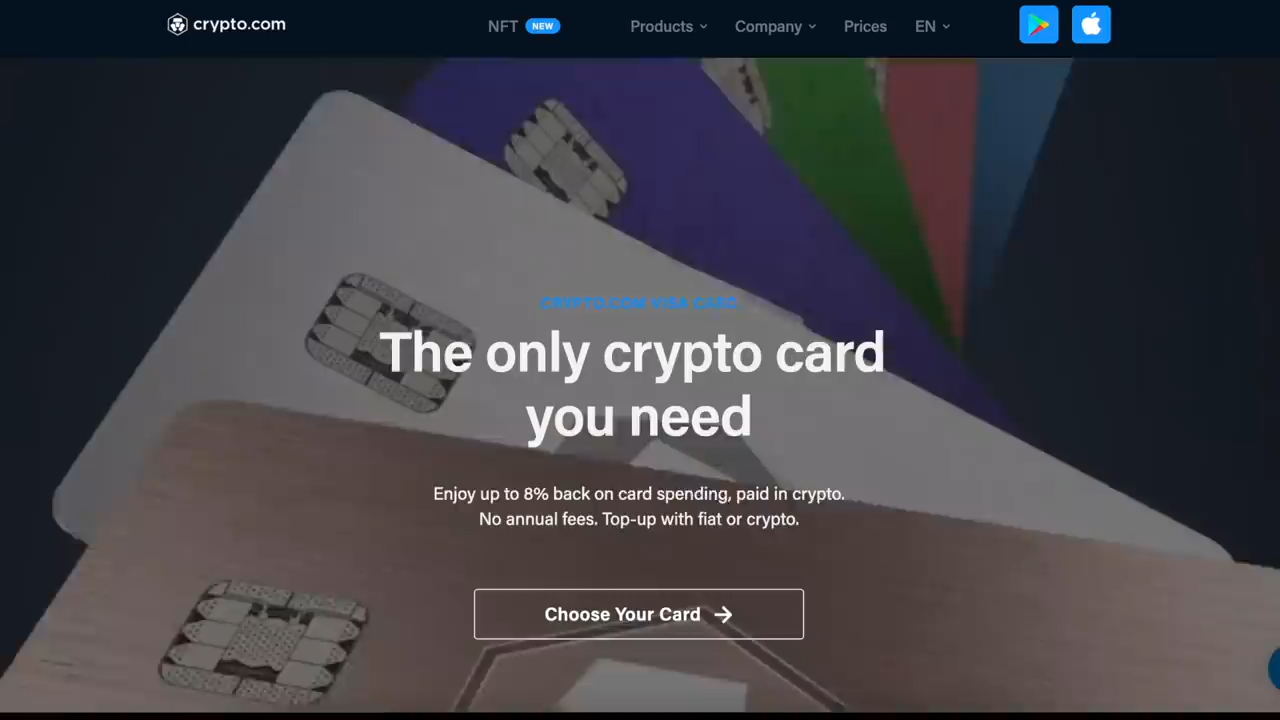 crypto.com
NFT NEW
Products
Company
Prices
EN
CRYPTO.COM VISA CARD
The only crypto card
you need
Enjoy up to 8% back on card spending, paid in crypto.
No annual fees. Top-up with fiat or crypto.
Choose Your Card →